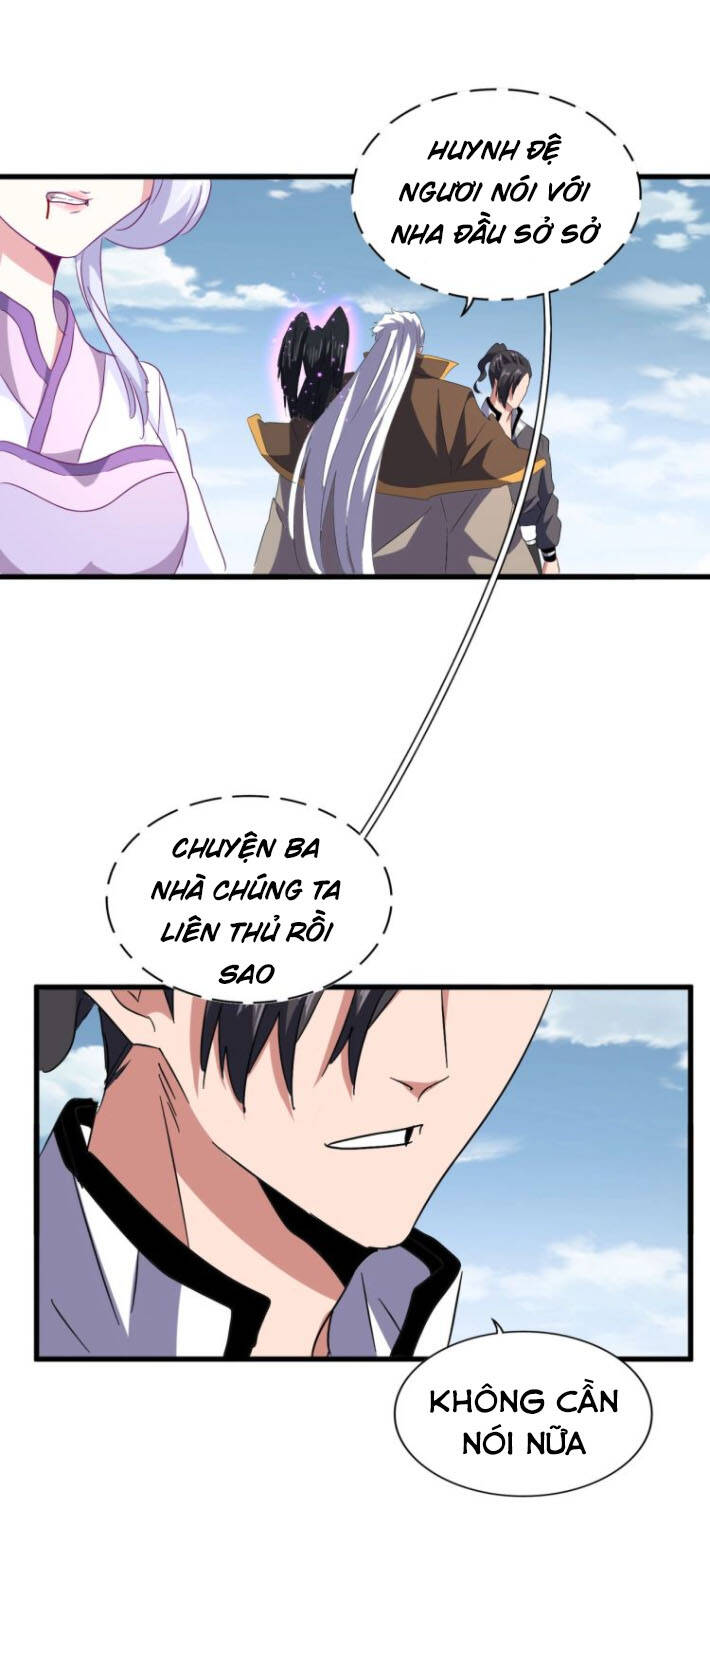 HUYNH ĐỆ
NGƯƠI NÓI VỚI
NHA ĐẦU SỞ SỞ
CHUYỆN BA
NHÀ CHÚNG TA
LIÊN THỦ RỒI
SAO
KHÔNG CẦN
NÓI NỮA